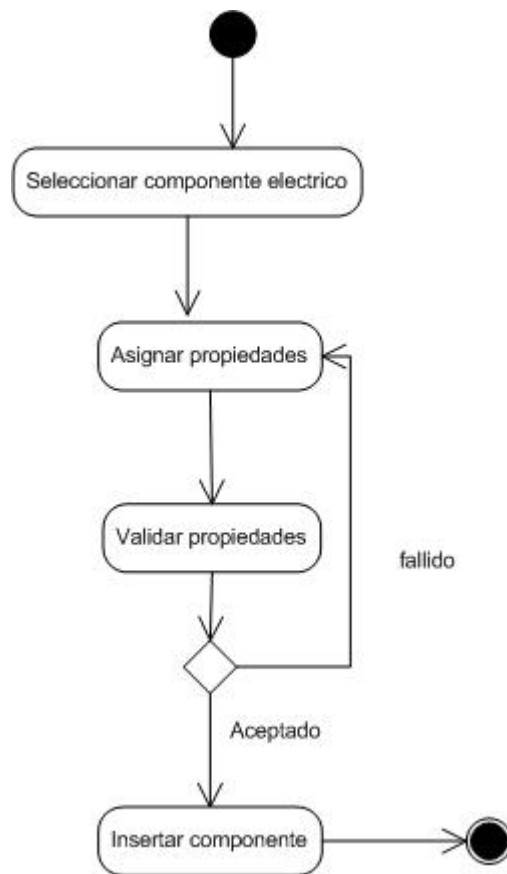 Seleccionar componente electrico
Asignar propiedades
Validar propiedades
fallido
Aceptado
Insertar componente